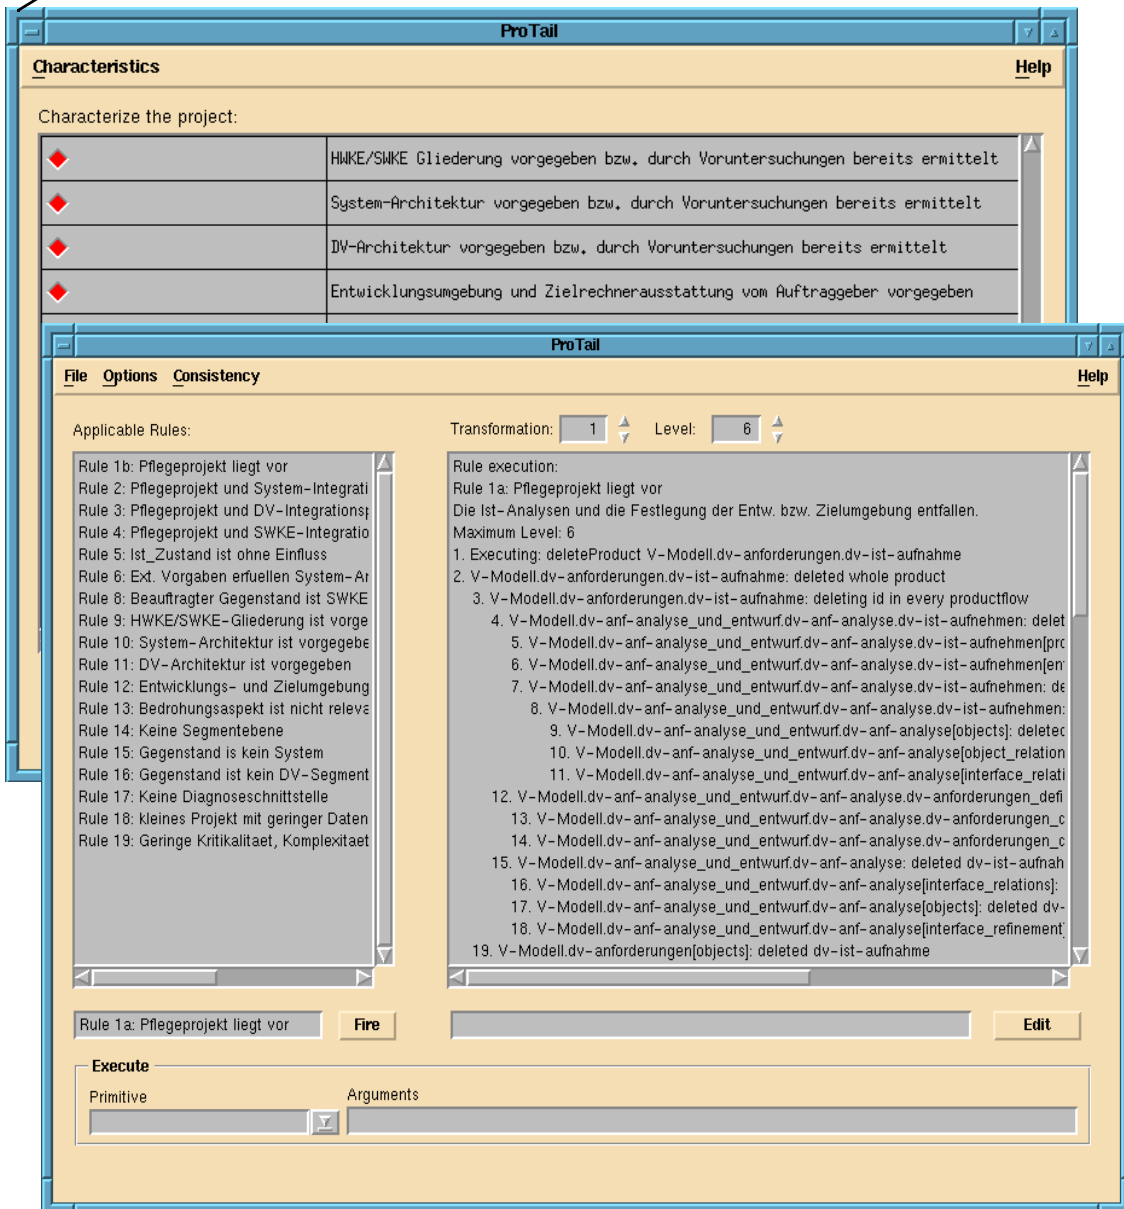 ProTail
Characteristics Help
Characterize the project:
HWKE/SWKE Gliederung vorgegeben bzw. durch Voruntersuchungen bereits ermittelt
System-Architektur vorgegeben bzw. durch Voruntersuchungen bereits ermittelt
DV-Architektur vorgegeben bzw. durch Voruntersuchungen bereits ermittelt
Entwicklungsumgebung und Zielrechnerausstattung vom Auftraggeber vorgegeben
ProTail
File Options Consistency Help
Applicable Rules:
Transformation: 1 Level: 6
Rule 1b: Pflegeprojekt liegt vor
Rule 2: Pflegeprojekt und System-Integrati
Rule 3: Pflegeprojekt und DV-Integrationsp
Rule 4: Pflegeprojekt und SWKE-Integratio
Rule 5: Ist_Zustand ist ohne Einfluss
Rule 6: Ext. Vorgaben erfuellen System-Ar
Rule 8: Beauftragter Gegenstand ist SWKE
Rule 9: HWKE/SWKE-Gliederung ist vorge
Rule 10: System-Architektur ist vorgegebe
Rule 11: DV-Architektur ist vorgegeben
Rule 12: Entwicklungs- und Zielumgebung
Rule 13: Bedrohungsaspekt ist nicht releva
Rule 14: Keine Segmentebene
Rule 15: Gegenstand is kein System
Rule 16: Gegenstand ist kein DV-Segment
Rule 17: Keine Diagnoseschnittstelle
Rule 18: kleines Projekt mit geringer Daten
Rule 19: Geringe Kritikalitaet, Komplexitaet
Rule execution:
Rule 1a: Pflegeprojekt liegt vor
Die Ist-Analysen und die Festlegung der Entw. bzw. Zielumgebung entfallen.
Maximum Level: 6
1. Executing: deleteProduct V-Modell.dv-anforderungen.dv-ist-aufnahme
2. V-Modell.dv-anforderungen.dv-ist-aufnahme: deleted whole product
3. V-Modell.dv-anforderungen.dv-ist-aufnahme: deleting id in every productflow
4. V-Modell.dv-anf-analyse_und_entwurf.dv-anf-analyse.dv-ist-aufnehmen: delet
5. V-Modell.dv-anf-analyse_und_entwurf.dv-anf-analyse.dv-ist-aufnehmen[pro
6. V-Modell.dv-anf-analyse_und_entwurf.dv-anf-analyse.dv-ist-aufnehmen[en
7. V-Modell.dv-anf-analyse_und_entwurf.dv-anf-analyse.dv-ist-aufnehmen: de
8. V-Modell.dv-anf-analyse_und_entwurf.dv-anf-analyse.dv-ist-aufnehmen:
9. V-Modell.dv-anf-analyse_und_entwurf.dv-anf-analyse[objects]: deleted
10. V-Modell.dv-anf-analyse_und_entwurf.dv-anf-analyse[object_relation
11. V-Modell.dv-anf-analyse_und_entwurf.dv-anf-analyse[interface_relati
12. V-Modell.dv-anf-analyse_und_entwurf.dv-anf-analyse.dv-anforderungen_defi
13. V-Modell.dv-anf-analyse_und_entwurf.dv-anf-analyse.dv-anforderungen_d
14. V-Modell.dv-anf-analyse_und_entwurf.dv-anf-analyse.dv-anforderungen_d
15. V-Modell.dv-anf-analyse_und_entwurf.dv-anf-analyse: deleted dv-ist-aufnah
16. V-Modell.dv-anf-analyse_und_entwurf.dv-anf-analyse[interface_relations]:
17. V-Modell.dv-anf-analyse_und_entwurf.dv-anf-analyse[objects]: deleted dv-
18. V-Modell.dv-anf-analyse_und_entwurf.dv-anf-analyse[interface_refinement]
19. V-Modell.dv-anforderungen[objects]: deleted dv-ist-aufnahme
Rule 1a: Pflegeprojekt liegt vor Fire Edit
Execute
Primitive Arguments